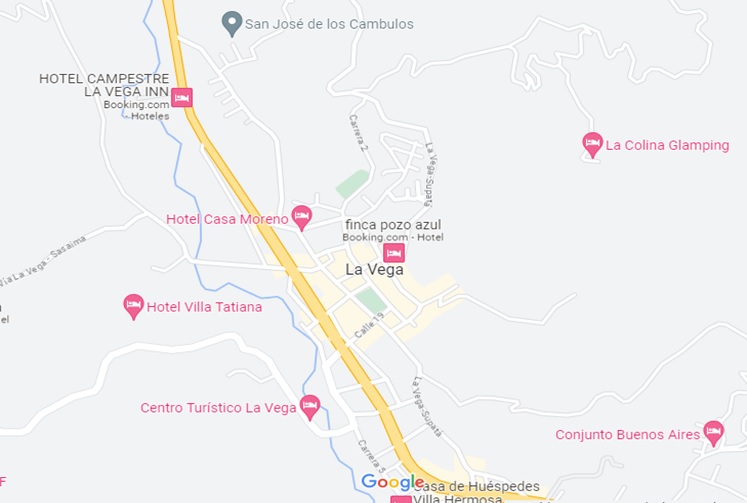 San José de los Cambulos
HOTEL CAMPESTRE
LA VEGA INN
Booking.com
- Hoteles
Carrera 2
La Vega-Supatá
La Colina Glamping
Hotel Casa Moreno
finca pozo azul
Booking.com - Hotel
Vía La Vega - Sasaima
La Vega
el
Hotel Villa Tatiana
Calle 19
Centro Turístico La Vega
La Vega-Supatá
Conjunto Buenos Aires
Carrera 5
F
Google
Casa de Huéspedes
Villa Hermosa